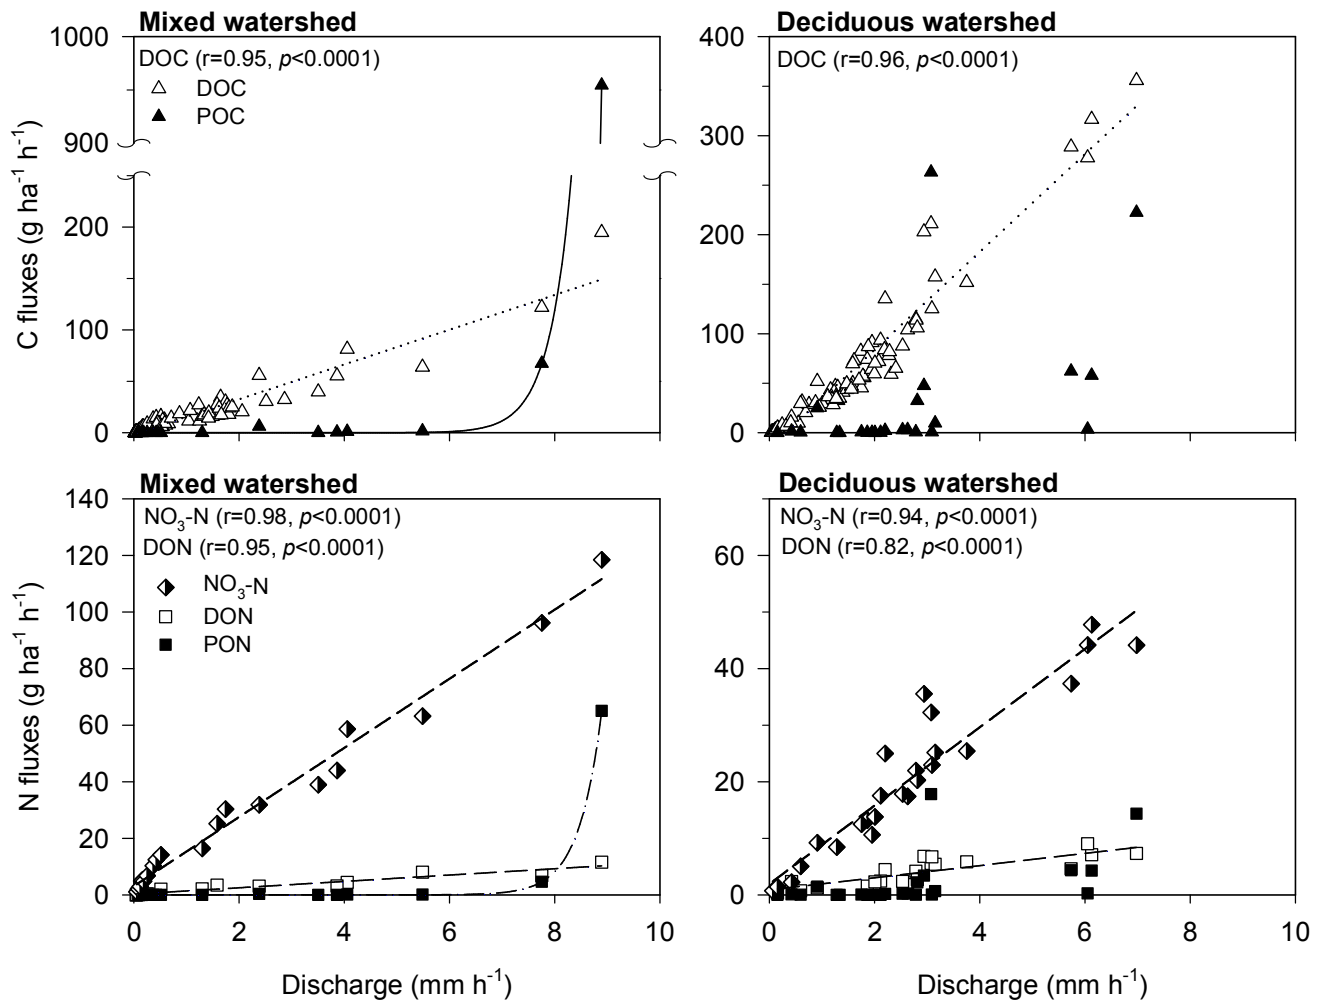 Mixed watershed
1000
900
200
100
0
C fluxes (g ha⁻¹ h⁻¹)
DOC (r=0.95, p<0.0001)
DOC
POC
Deciduous watershed
400
300
200
100
0
DOC (r=0.96, p<0.0001)
Mixed watershed
140
120
100
80
60
40
20
0
N fluxes (g ha⁻¹ h⁻¹)
NO₃-N (r=0.98, p<0.0001)
DON (r=0.95, p<0.0001)
NO₃-N
DON
PON
0 2 4 6 8 10
Discharge (mm h⁻¹)
Deciduous watershed
60
40
20
0
NO₃-N (r=0.94, p<0.0001)
DON (r=0.82, p<0.0001)
0 2 4 6 8 10
Discharge (mm h⁻¹)